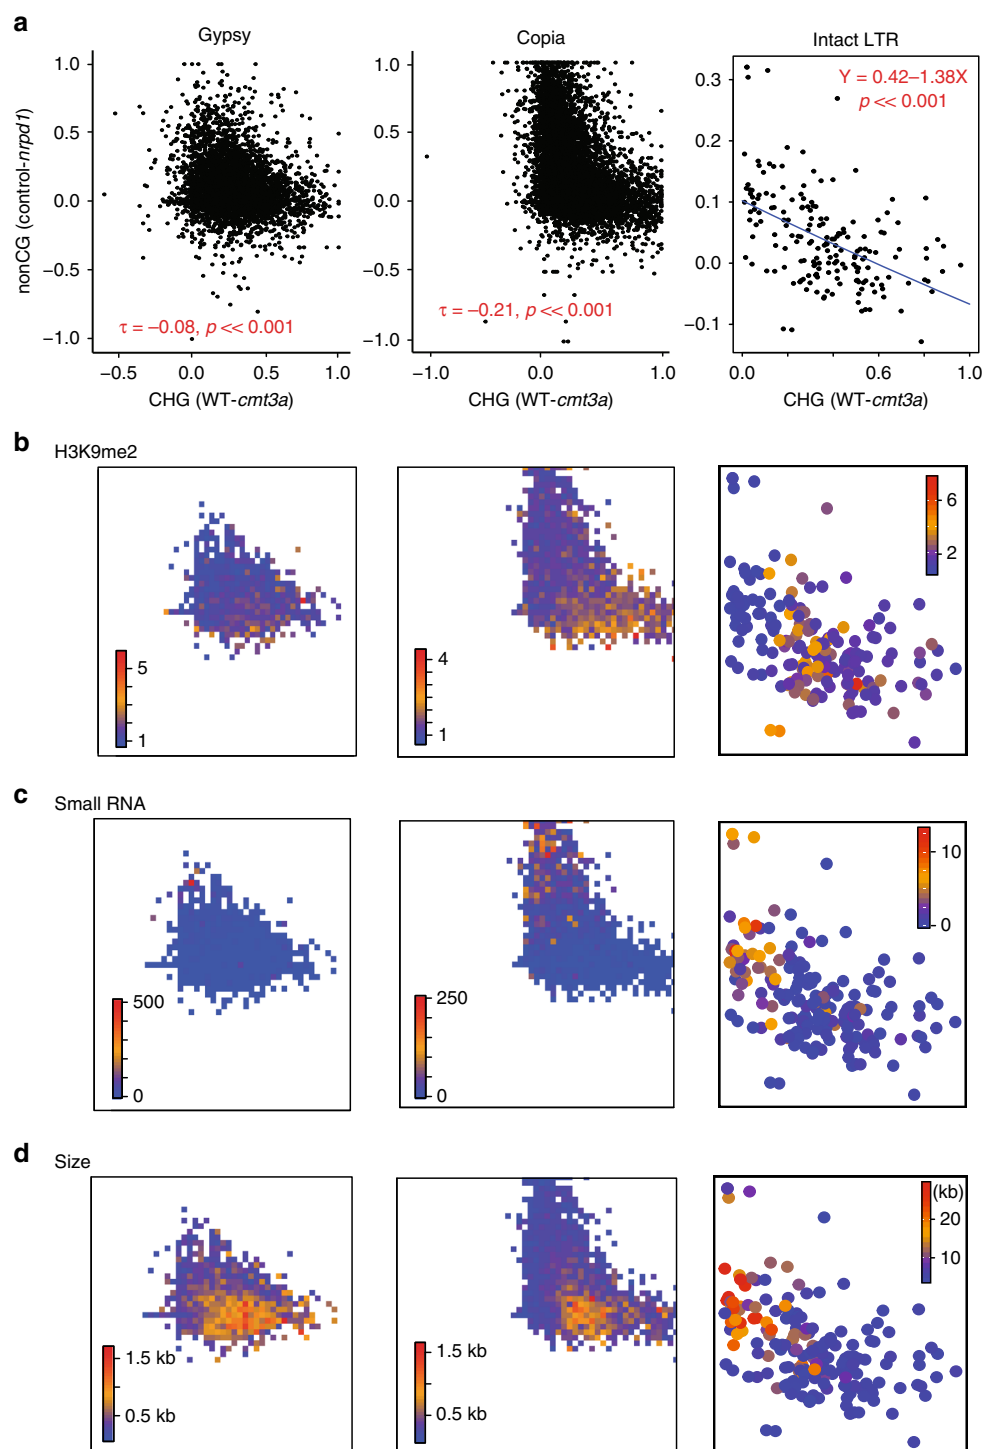 a
Gypsy
Copia
Intact LTR
nonCG (control-nrpd1)
1.0
0.5
0.0
−0.5
−1.0
τ = −0.08, p << 0.001
−0.5
0.0
0.5
1.0
CHG (WT-cmt3a)
1.0
0.5
0.0
−0.5
−1.0
τ = −0.21, p << 0.001
−1.0
0.0
1.0
CHG (WT-cmt3a)
0.3
0.2
0.1
0.0
−0.1
Y = 0.42–1.38X
p << 0.001
0.0
0.6
1.0
CHG (WT-cmt3a)
b
H3K9me2
5
1
4
1
6
2
c
Small RNA
500
0
250
0
10
0
d
Size
1.5 kb
0.5 kb
1.5 kb
0.5 kb
(kb)
20
10